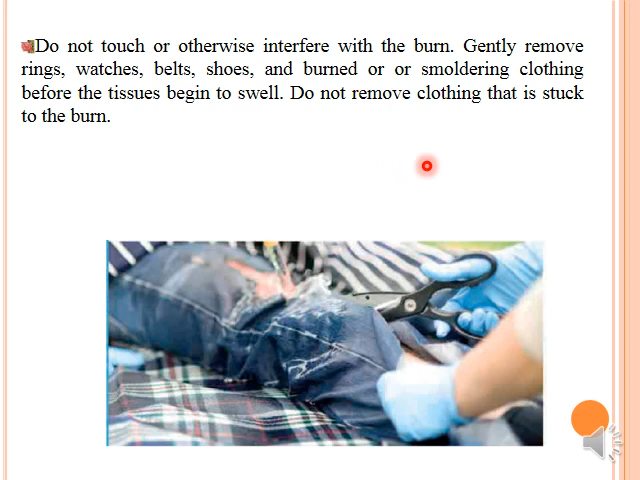 Do not touch or otherwise interfere with the burn. Gently remove
rings, watches, belts, shoes, and burned or or smoldering clothing
before the tissues begin to swell. Do not remove clothing that is stuck
to the burn.